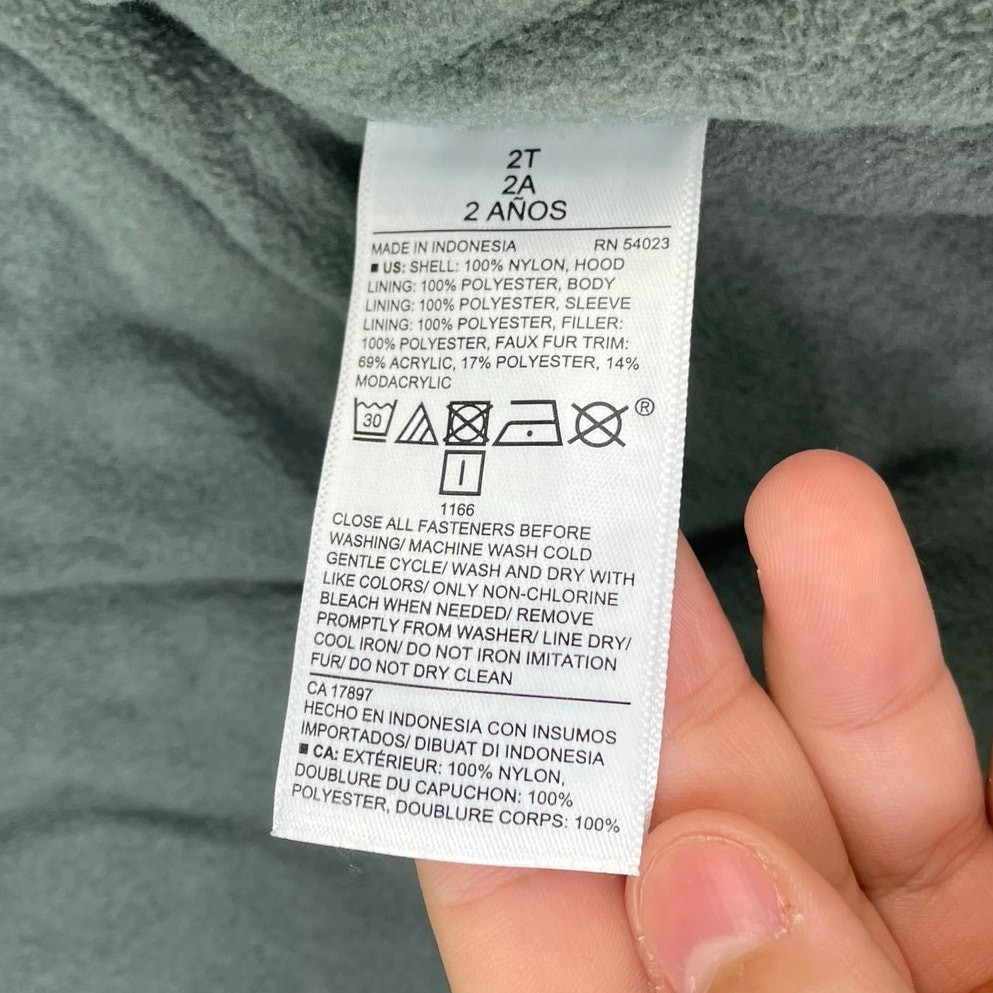 2T
2A
2 AÑOS
MADE IN INDONESIA RN 54023
■ US: SHELL: 100% NYLON, HOOD
LINING: 100% POLYESTER, BODY
LINING: 100% POLYESTER, SLEEVE
LINING: 100% POLYESTER, FILLER:
100% POLYESTER, FAUX FUR TRIM:
69% ACRYLIC, 17% POLYESTER, 14%
MODACRYLIC
30 ®
1166
CLOSE ALL FASTENERS BEFORE
WASHING/ MACHINE WASH COLD
GENTLE CYCLE/ WASH AND DRY WITH
LIKE COLORS/ ONLY NON-CHLORINE
BLEACH WHEN NEEDED/ REMOVE
PROMPTLY FROM WASHER/ LINE DRY/
COOL IRON/ DO NOT IRON IMITATION
FUR/ DO NOT DRY CLEAN
CA 17897
HECHO EN INDONESIA CON INSUMOS
IMPORTADOS/ DIBUAT DI INDONESIA
■ CA: EXTÉRIEUR: 100% NYLON,
DOUBLURE DU CAPUCHON: 100%
POLYESTER, DOUBLURE CORPS: 100%